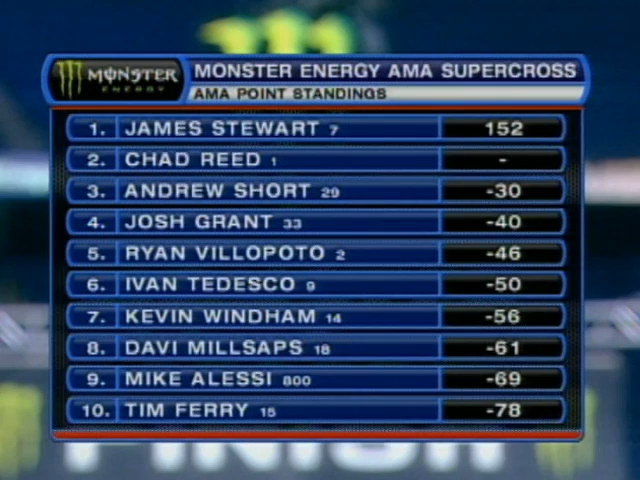 MONSTER ENERGY
MONSTER ENERGY AMA SUPERCROSS
AMA POINT STANDINGS
1. JAMES STEWART 7 152
2. CHAD REED 1 -
3. ANDREW SHORT 29 -30
4. JOSH GRANT 33 -40
5. RYAN VILLOPOTO 2 -46
6. IVAN TEDESCO 9 -50
7. KEVIN WINDHAM 14 -56
8. DAVI MILLSAPS 18 -61
9. MIKE ALESSI 800 -69
10. TIM FERRY 15 -78